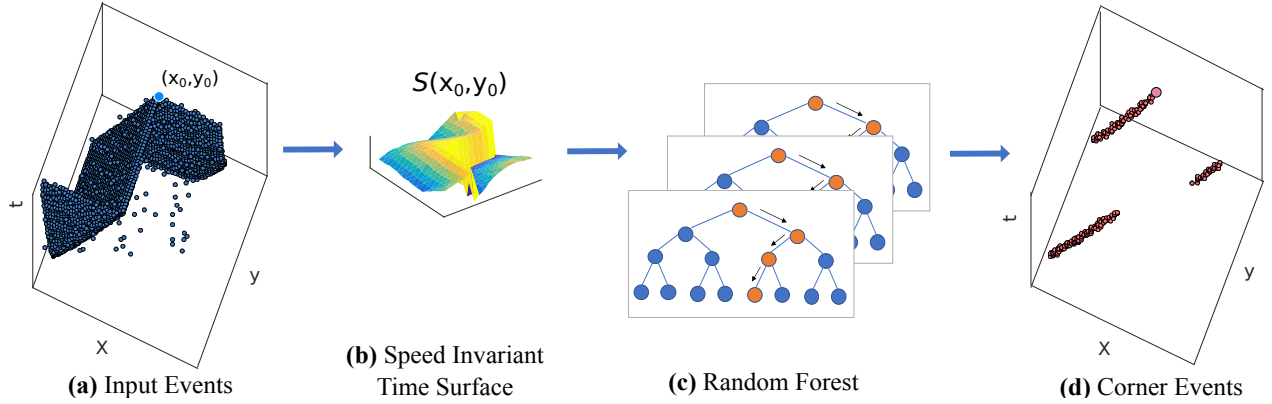 (x0,y0)
t
X
y
(a) Input Events
S(x0,y0)
(b) Speed Invariant
Time Surface
(c) Random Forest
t
X
y
(d) Corner Events